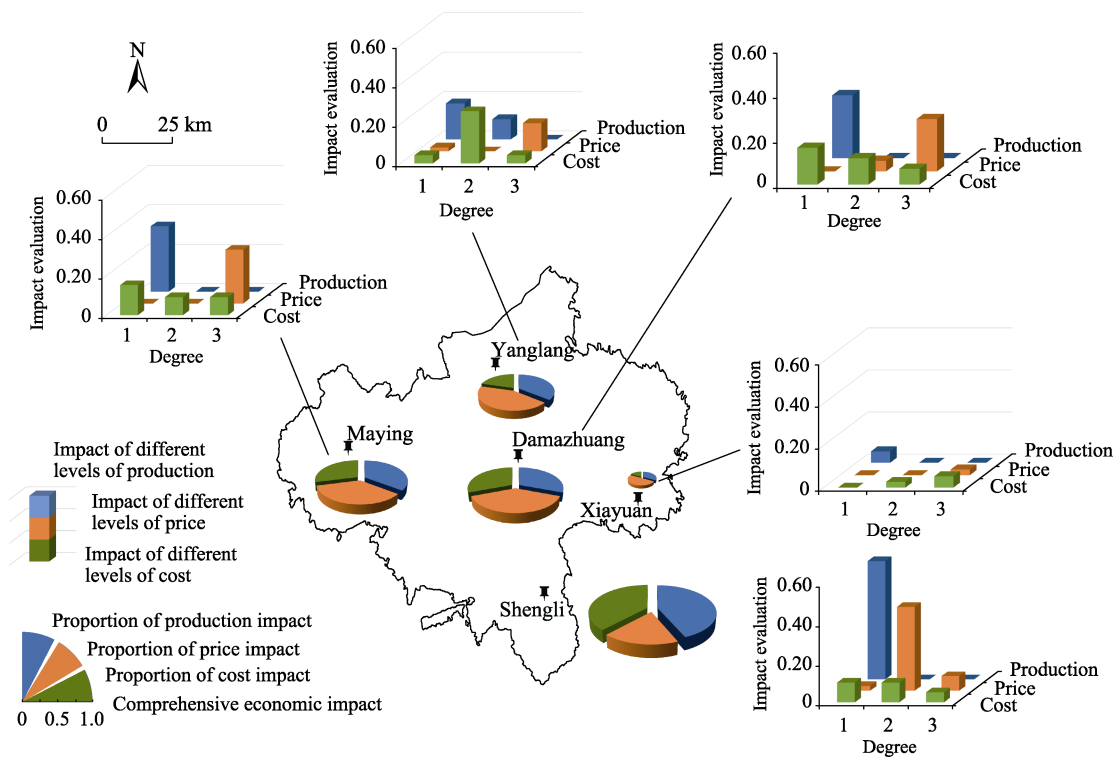 N
0 25 km
Impact evaluation
0.60
0.40
0.20
0
1 2 3
Degree
Production
Price
Cost
Impact evaluation
0.60
0.40
0.20
0
1 2 3
Degree
Production
Price
Cost
Impact evaluation
0.60
0.40
0.20
0
1 2 3
Degree
Production
Price
Cost
Yanglang
Maying
Damazhuang
Xiayuan
Shengli
Impact evaluation
0.60
0.40
0.20
0
1 2 3
Degree
Production
Price
Cost
Impact evaluation
0.60
0.40
0.20
0
1 2 3
Degree
Production
Price
Cost
Impact of different
levels of production
Impact of different
levels of price
Impact of different
levels of cost
Proportion of production impact
Proportion of price impact
Proportion of cost impact
Comprehensive economic impact
0 0.5 1.0